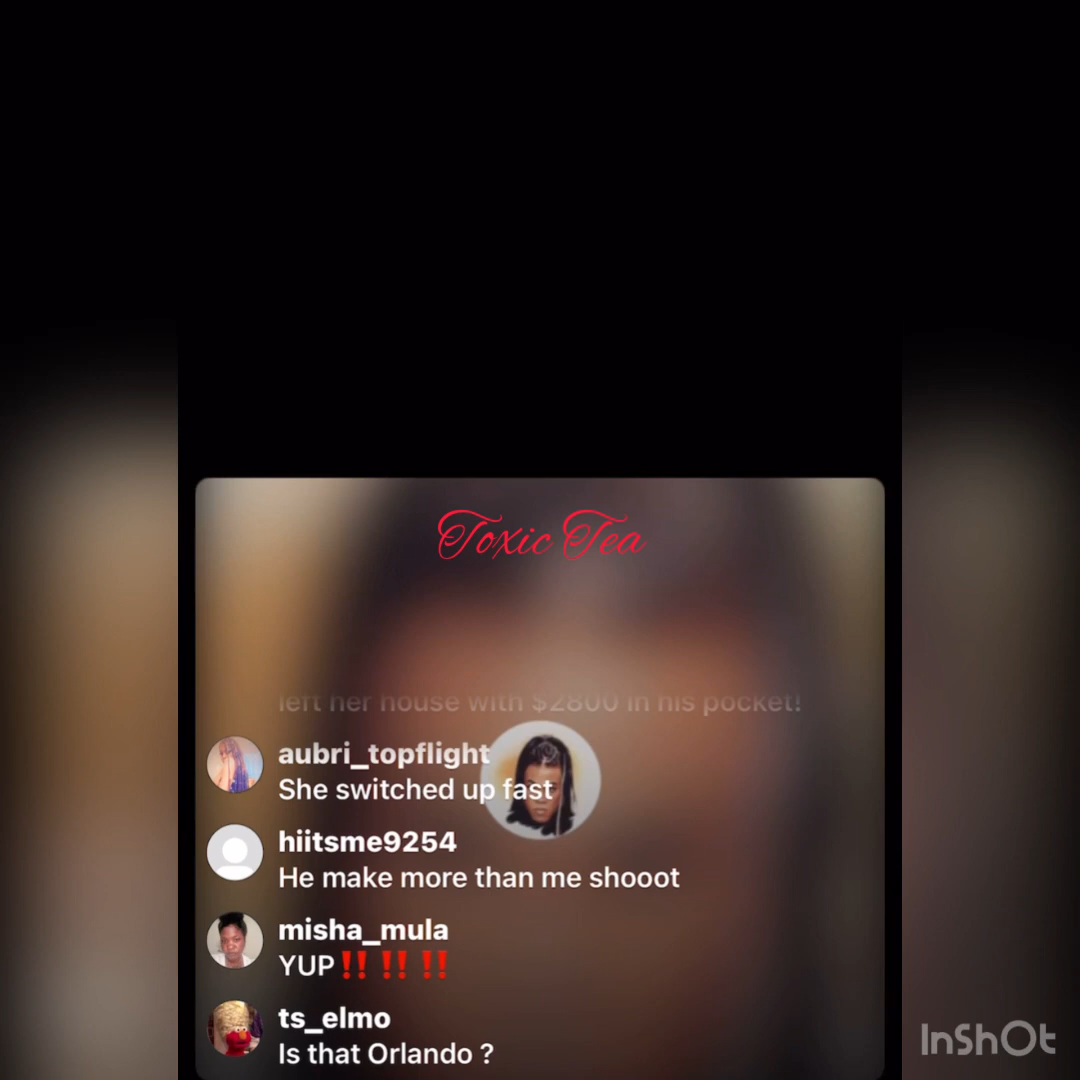 Toxic Tea
left her house with $2800 in his pocket!
aubri_topflight
She switched up fast
hiitsme9254
He make more than me shooot
misha_mula
YUP‼️‼️‼️
ts_elmo
Is that Orlando ?
InShOt